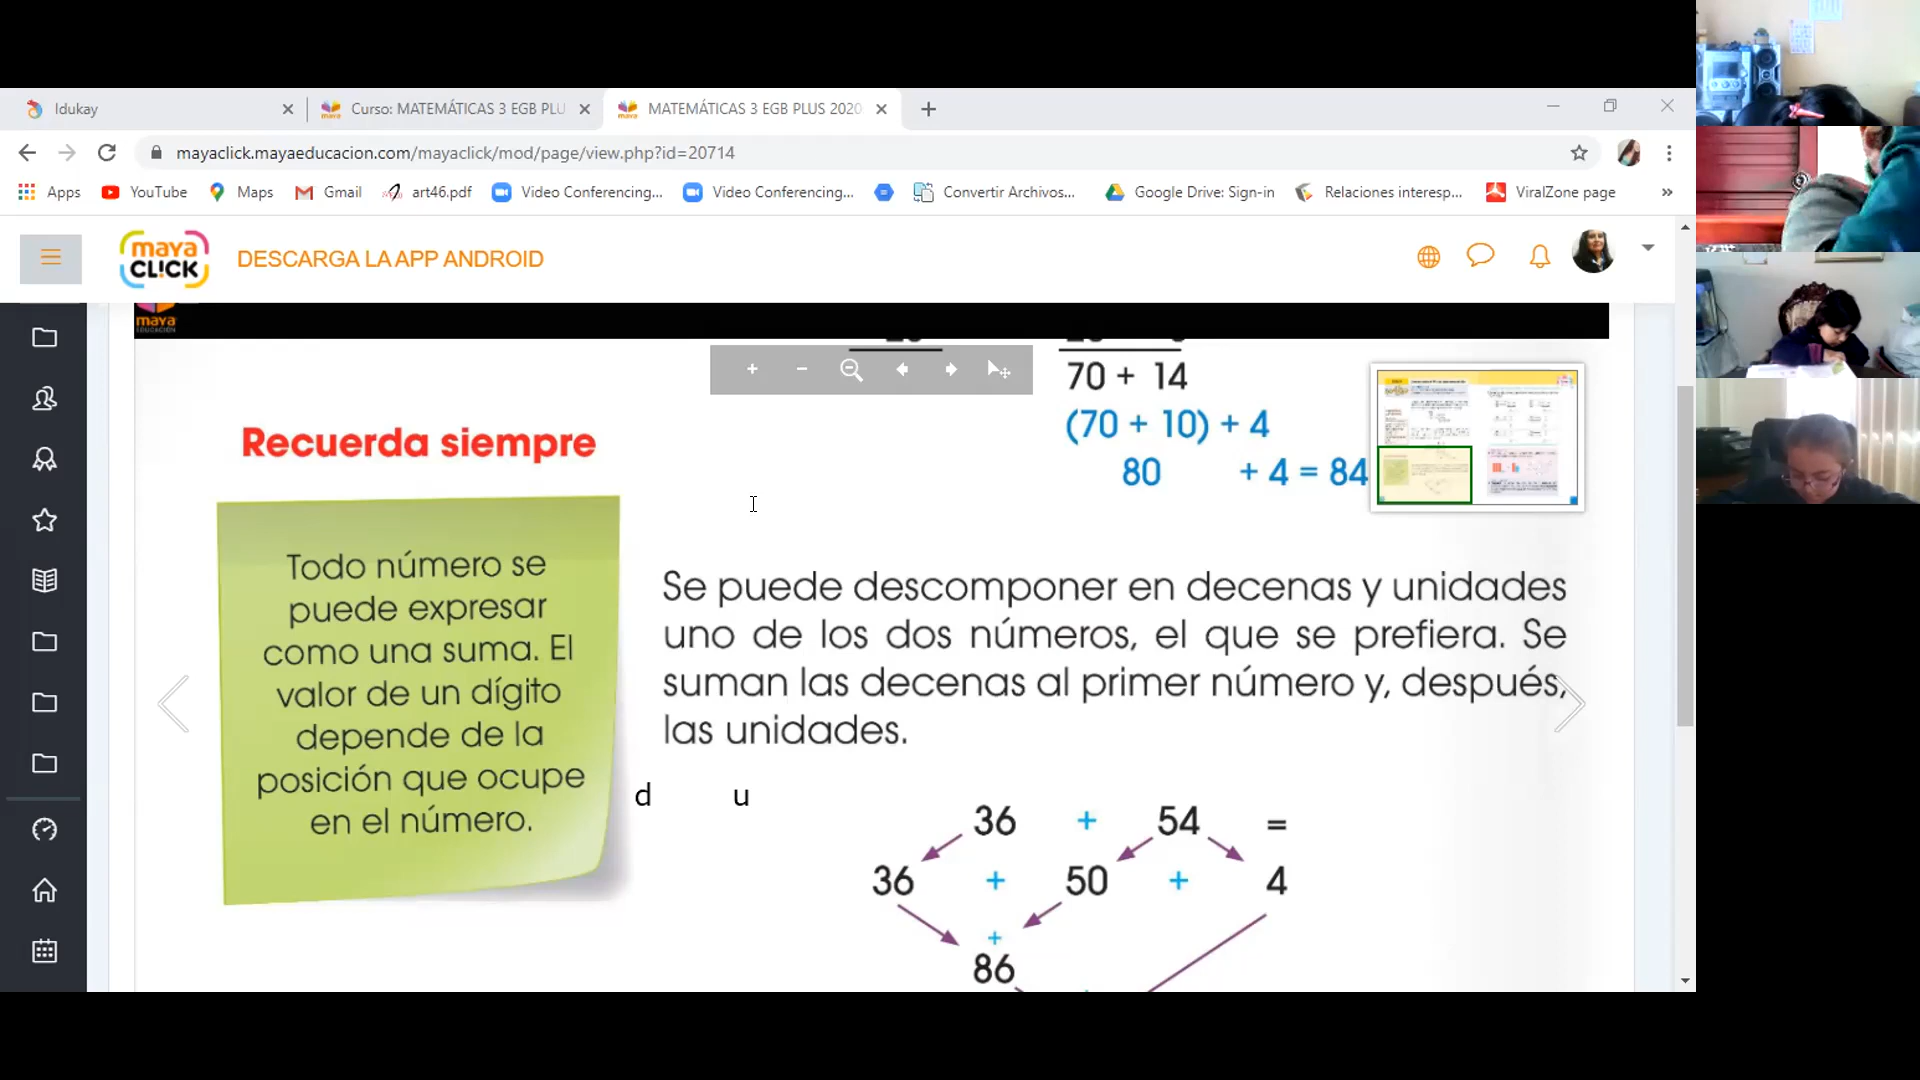 Idukay
Curso: MATEMÁTICAS 3 EGB PLU
MATEMÁTICAS 3 EGB PLUS 2020
mayaclick.mayaeducacion.com/mayaclick/mod/page/view.php?id=20714
Apps YouTube Maps Gmail art46.pdf Video Conferencing... Video Conferencing... Convertir Archivos... Google Drive: Sign-in Relaciones interesp... ViralZone page »
maya
CL!CK
DESCARGA LA APP ANDROID
maya
EDUCACIÓN
70 + 14
(70 + 10) + 4
80 + 4 = 84
Recuerda siempre
Todo número se
puede expresar
como una suma. El
valor de un dígito
depende de la
posición que ocupe
en el número.
Se puede descomponer en decenas y unidades
uno de los dos números, el que se prefiera. Se
suman las decenas al primer número y, después,
las unidades.
d u
36 + 54 =
36 + 50 + 4
+
86